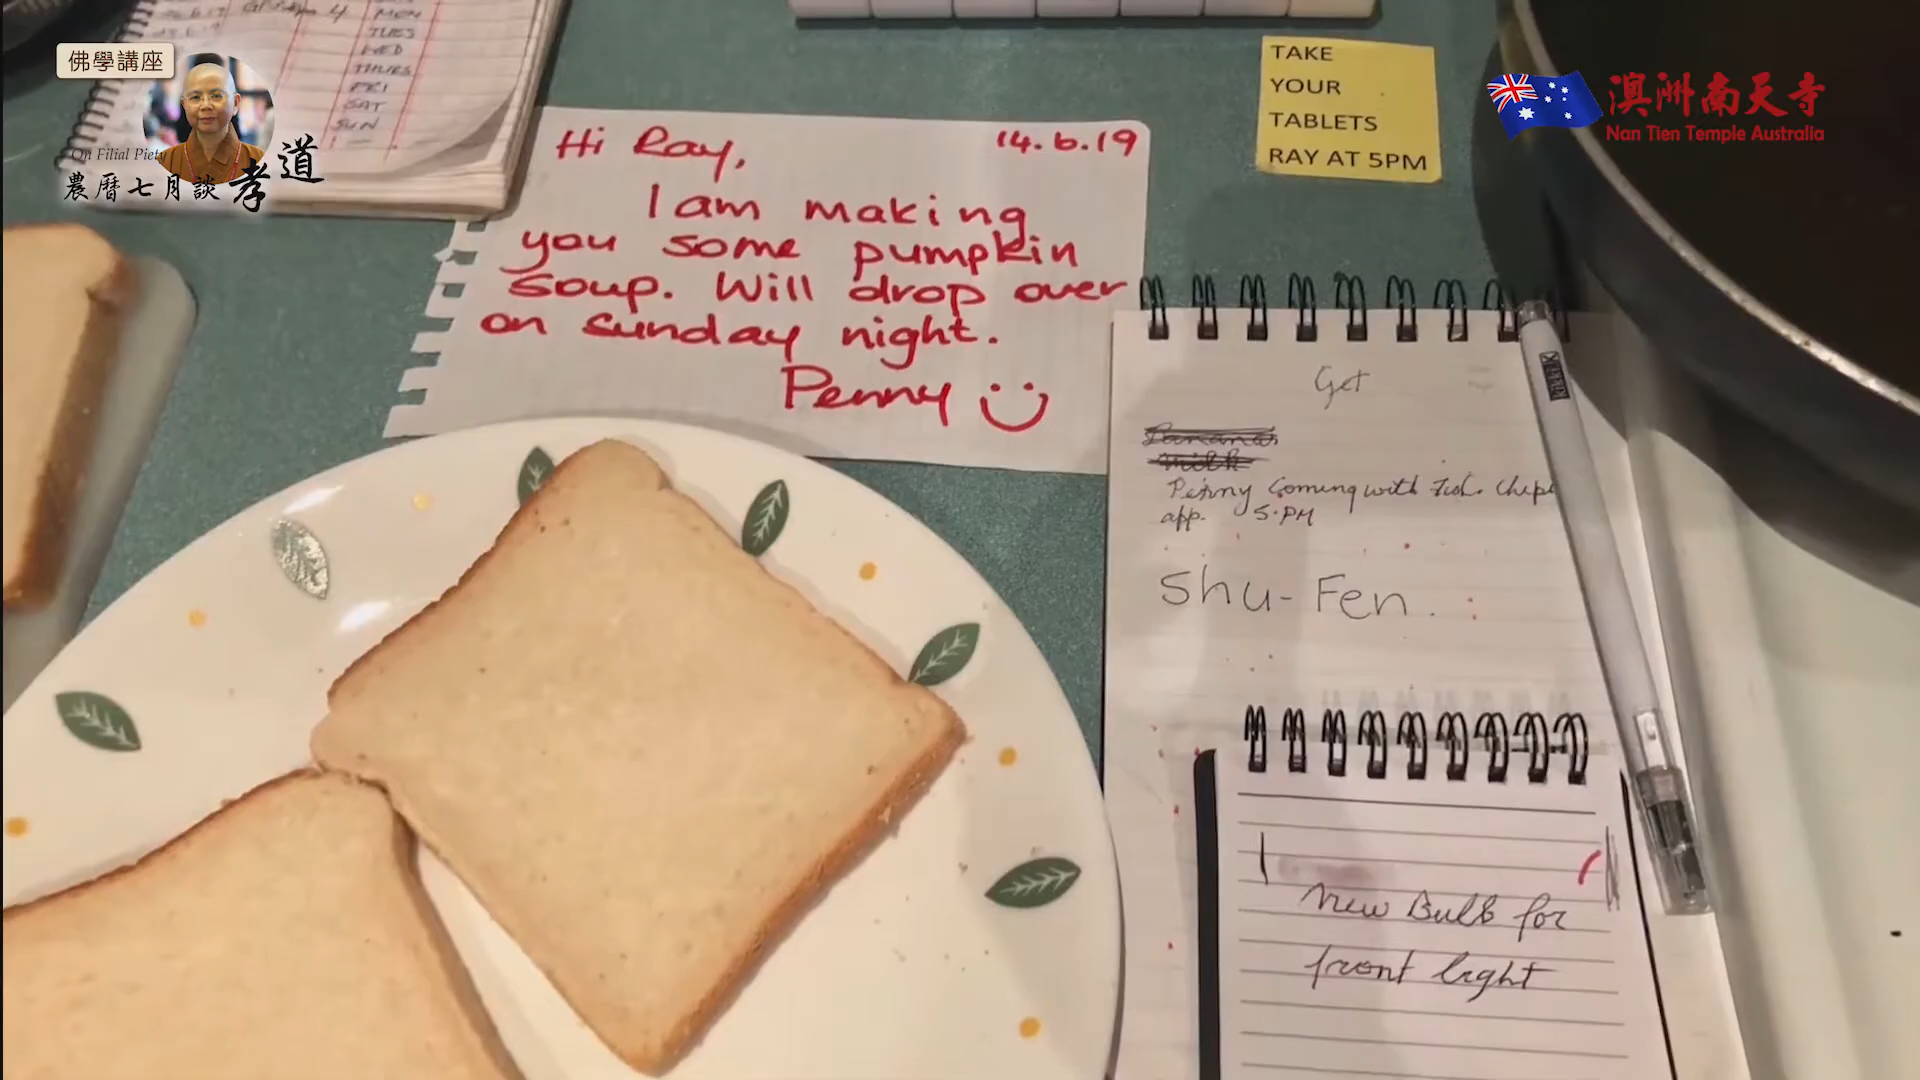 佛學講座
On Filial Piety
農曆七月談孝道
澳洲南天寺
Nan Tien Temple Australia
4 MON
TUES
WED
THURS
FRI
SAT
SUN
TAKE
YOUR
TABLETS
RAY AT 5PM
Hi Ray,
14.6.19
I am making
you some pumpkin
soup. Will drop over
on Sunday night.
Penny
Get
Penny Coming with Fish. Chips
app. 5.PM
Shu-Fen.
New Bulb for
front light